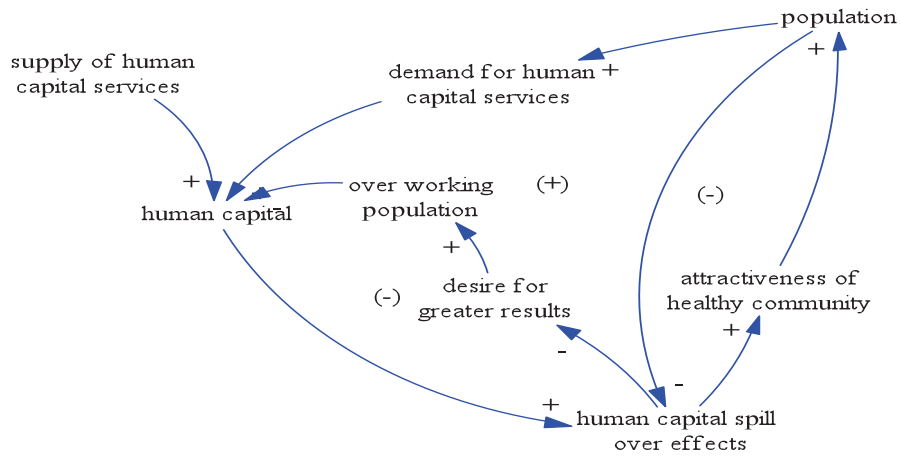 population
+
supply of human
capital services
demand for human +
capital services
+
over working
population
(+)
(-)
human capital
-
+
desire for
greater results
attractiveness of
healthy community
(-)
-
+
+
-
human capital spill
over effects